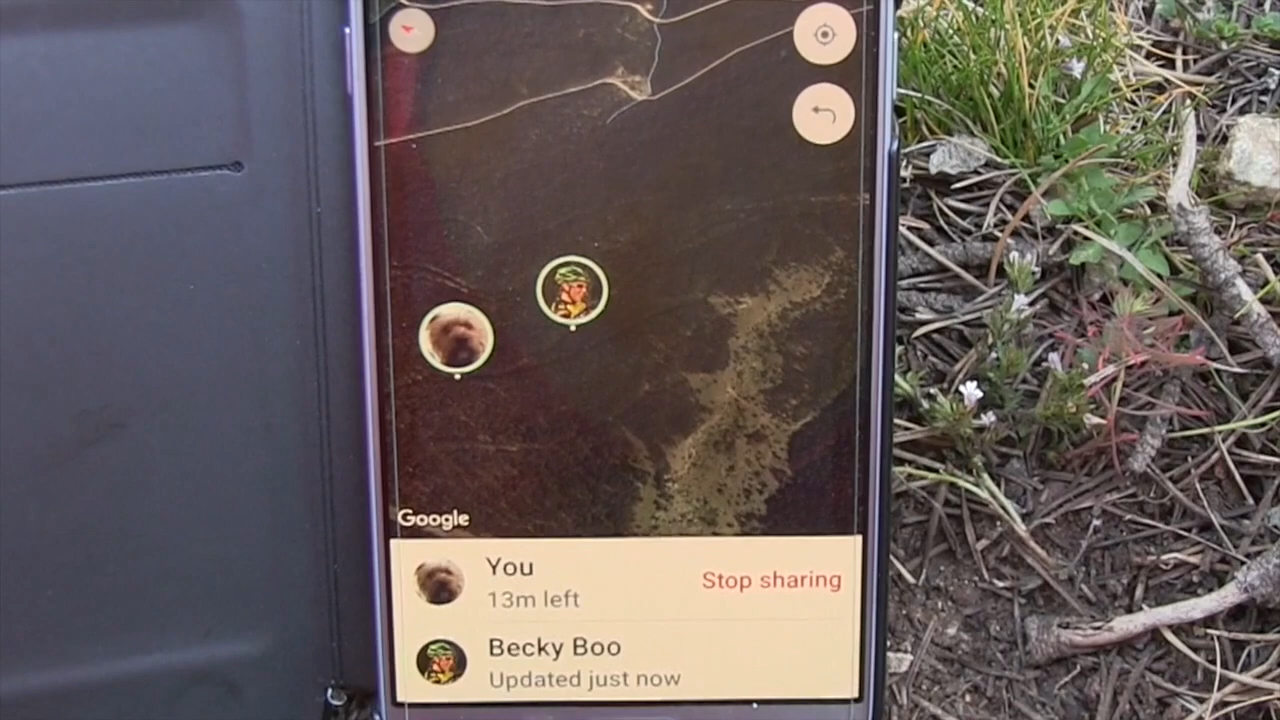 Google
You
13m left
Stop sharing
Becky Boo
Updated just now